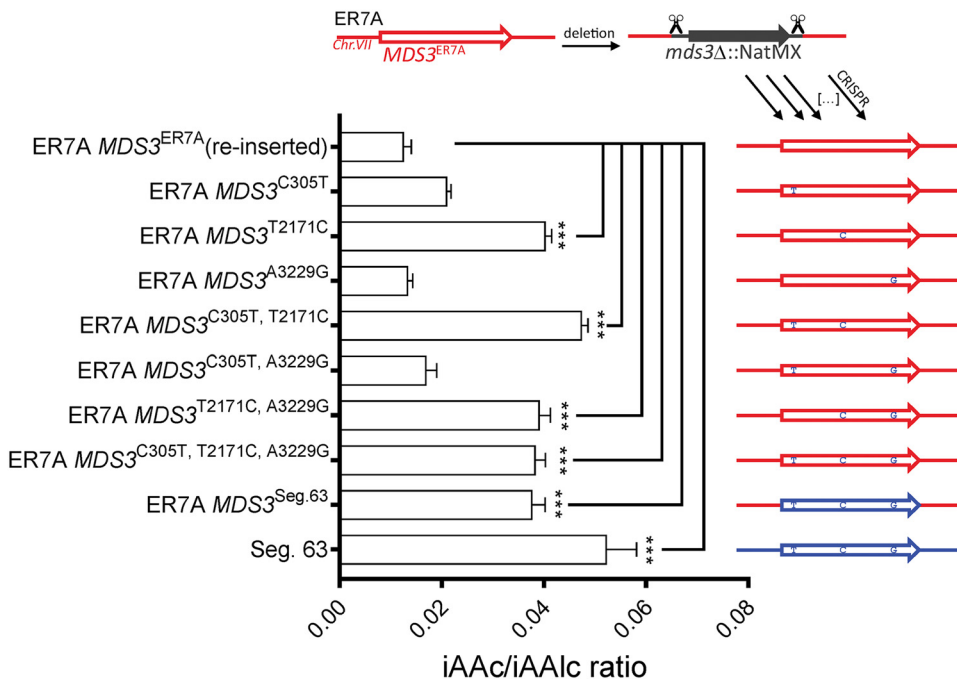 ER7A
Chr.VII
MDS3ER7A
deletion
mds3Δ::NatMX
[...]
CRISPR
ER7A MDS3ER7A(re-inserted)
ER7A MDS3C305T
T
ER7A MDS3T2171C
***
C
ER7A MDS3A3229G
G
ER7A MDS3C305T, T2171C
***
T C
ER7A MDS3C305T, A3229G
T G
ER7A MDS3T2171C, A3229G
***
C G
ER7A MDS3C305T, T2171C, A3229G
***
T C G
ER7A MDS3Seg.63
***
T C G
Seg. 63
***
T C G
0.00 0.02 0.04 0.06 0.08
iAAc/iAAlc ratio